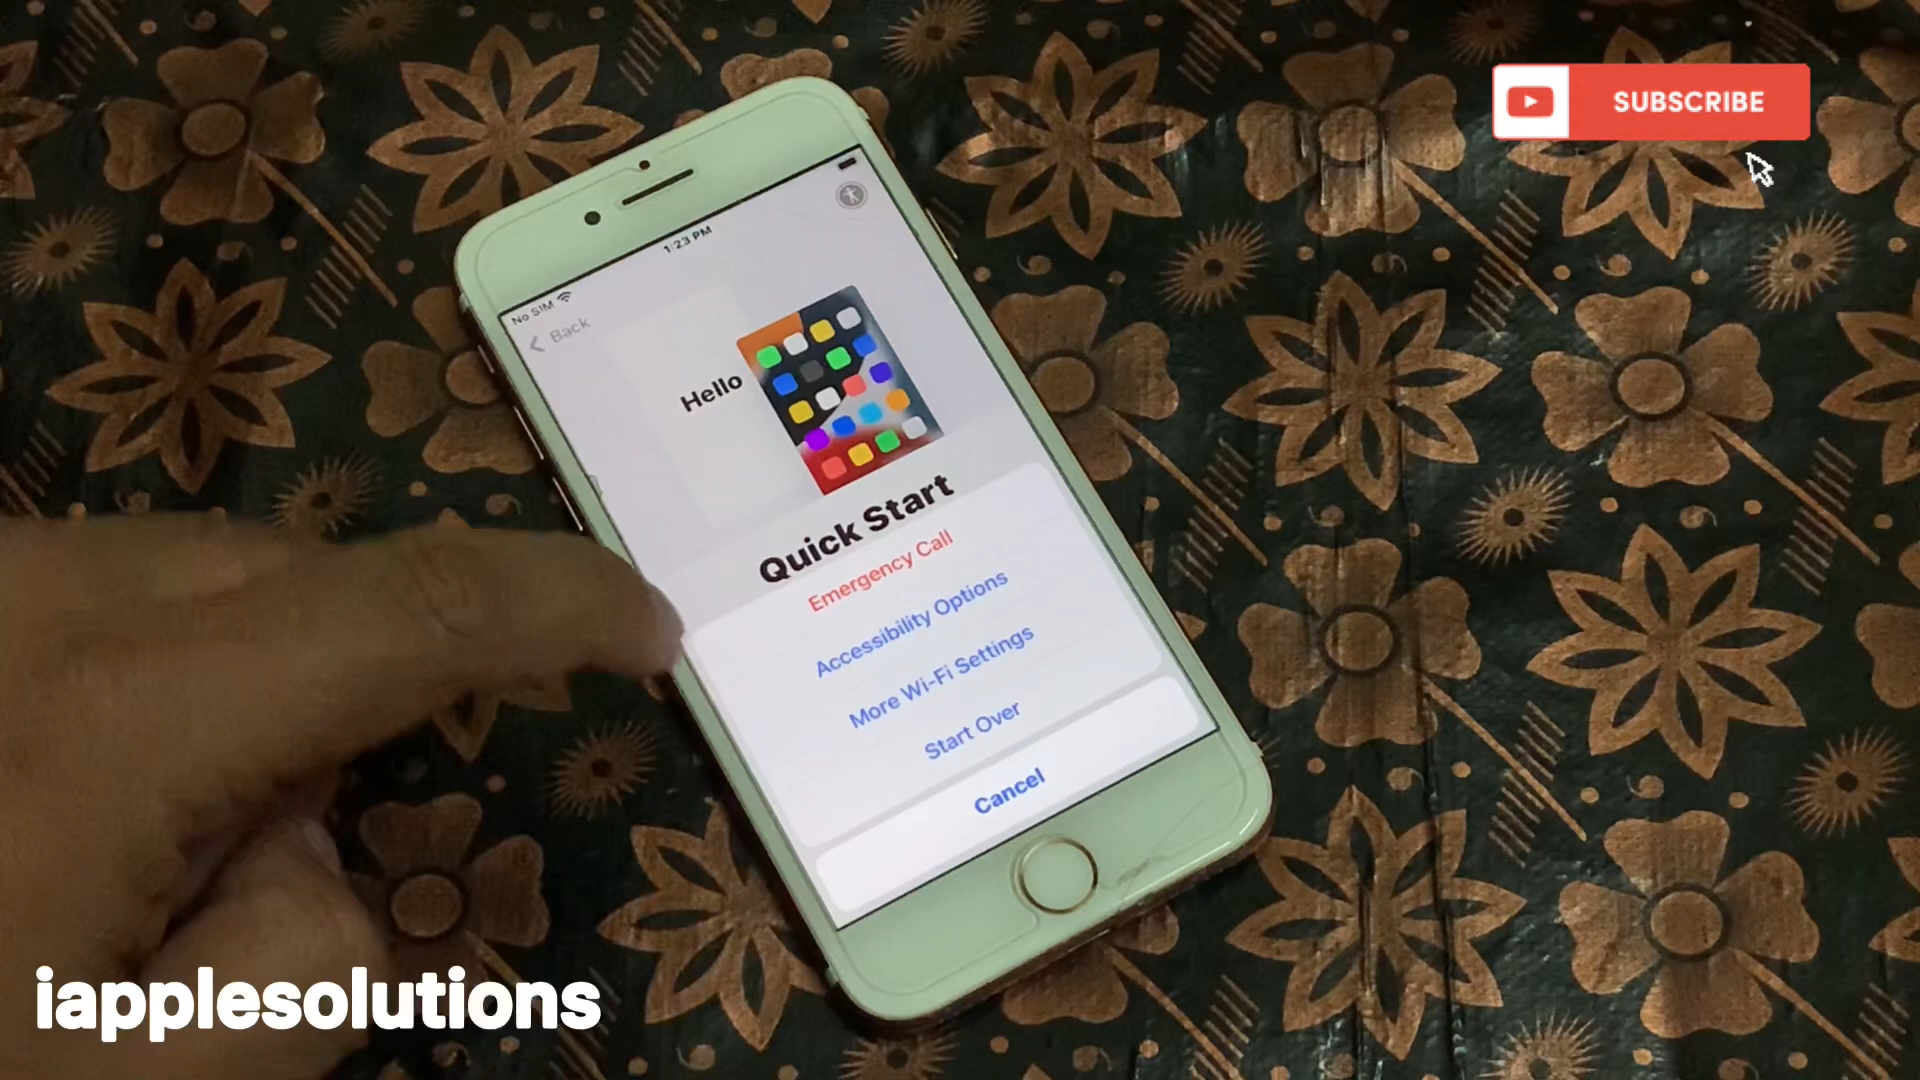 SUBSCRIBE
1:23 PM
No SIM
Back
Hello
Quick Start
Emergency Call
Accessibility Options
More Wi-Fi Settings
Start Over
Cancel
iapplesolutions